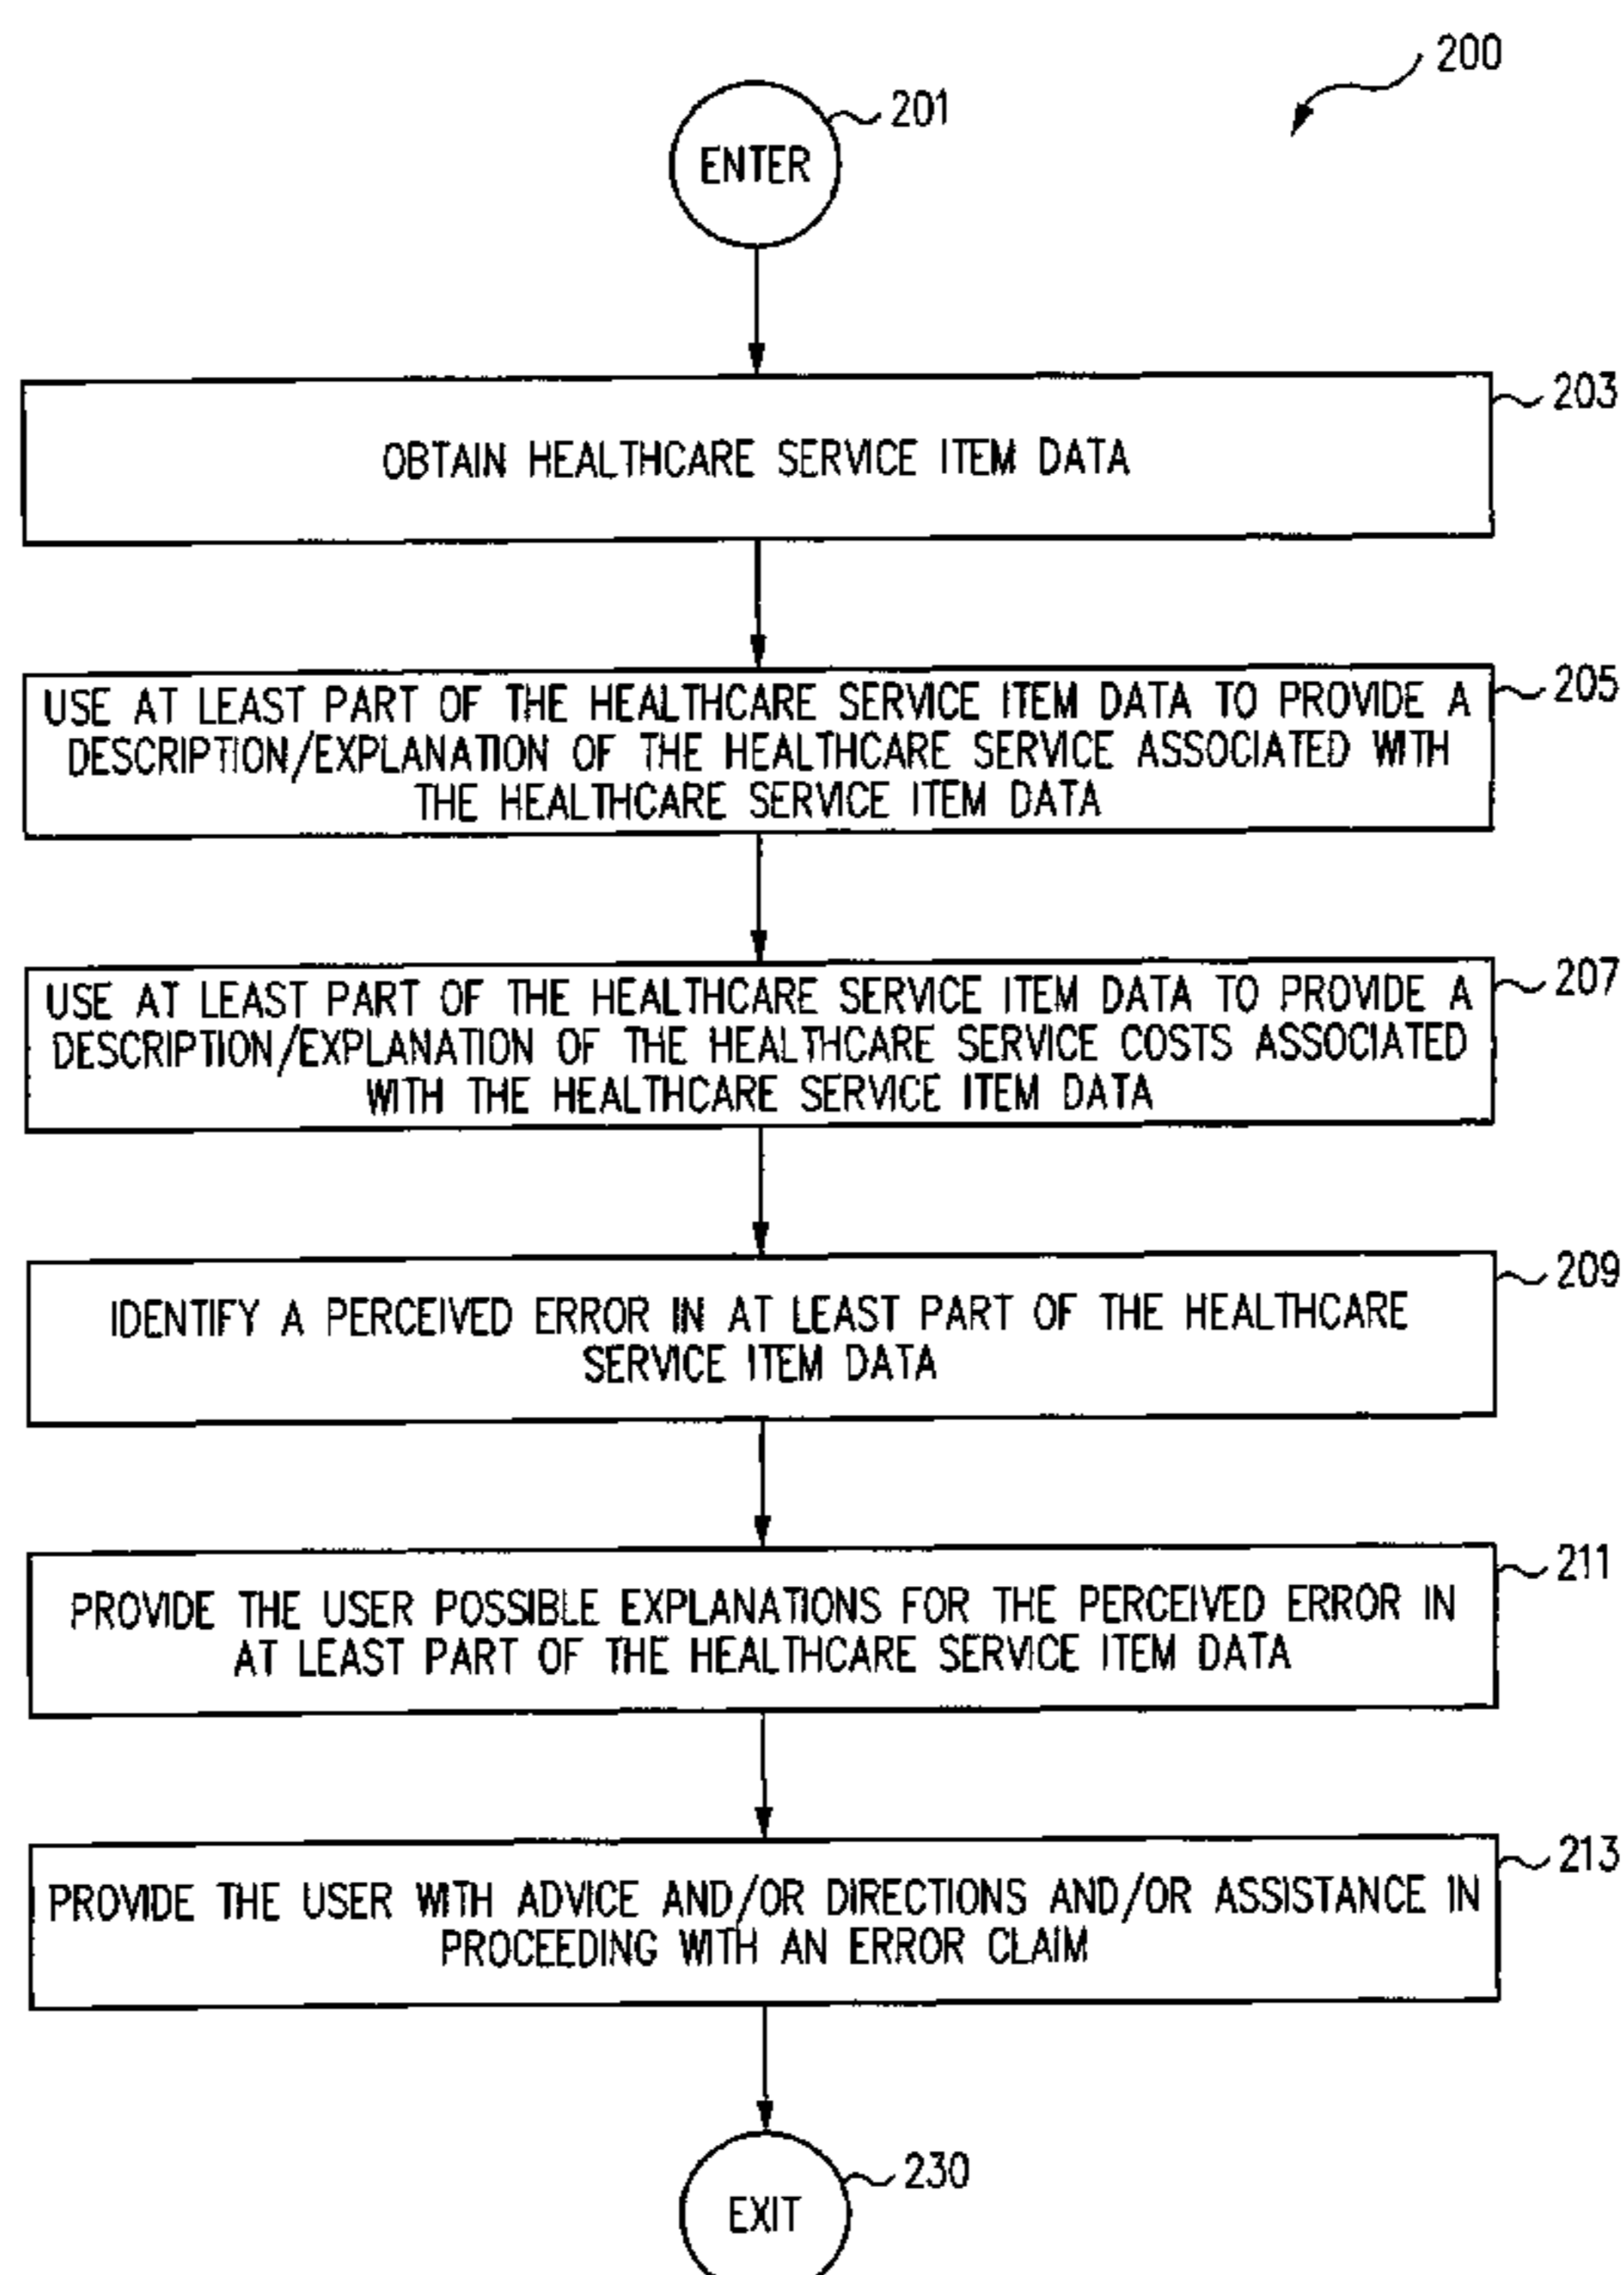 200
201
ENTER
203
OBTAIN HEALTHCARE SERVICE ITEM DATA
205
USE AT LEAST PART OF THE HEALTHCARE SERVICE ITEM DATA TO PROVIDE A
DESCRIPTION/EXPLANATION OF THE HEALTHCARE SERVICE ASSOCIATED WITH
THE HEALTHCARE SERVICE ITEM DATA
207
USE AT LEAST PART OF THE HEALTHCARE SERVICE ITEM DATA TO PROVIDE A
DESCRIPTION/EXPLANATION OF THE HEALTHCARE SERVICE COSTS ASSOCIATED
WITH THE HEALTHCARE SERVICE ITEM DATA
209
IDENTIFY A PERCEIVED ERROR IN AT LEAST PART OF THE HEALTHCARE
SERVICE ITEM DATA
211
PROVIDE THE USER POSSIBLE EXPLANATIONS FOR THE PERCEIVED ERROR IN
AT LEAST PART OF THE HEALTHCARE SERVICE ITEM DATA
213
PROVIDE THE USER WITH ADVICE AND/OR DIRECTIONS AND/OR ASSISTANCE IN
PROCEEDING WITH AN ERROR CLAIM
230
EXIT